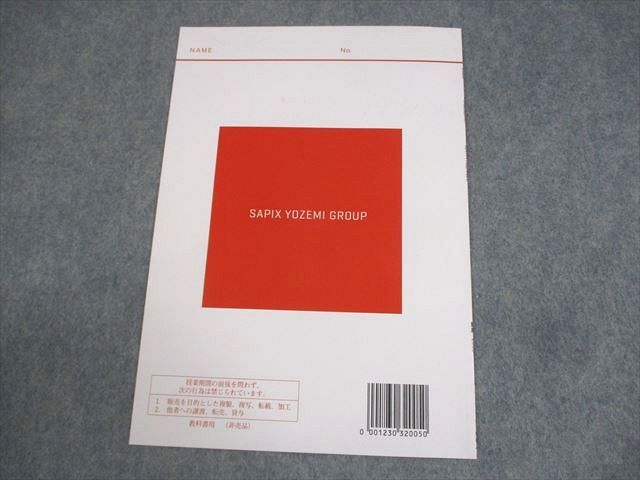 NAME No
SAPIX YOZEMI GROUP
授業期間の前後を問わず、
次の行為は禁じられています。
1. 販売を目的とした複製、複写、転載、加工
2. 他者への譲渡、転売、貸与
教科書用 (非売品)
0 001230 320050